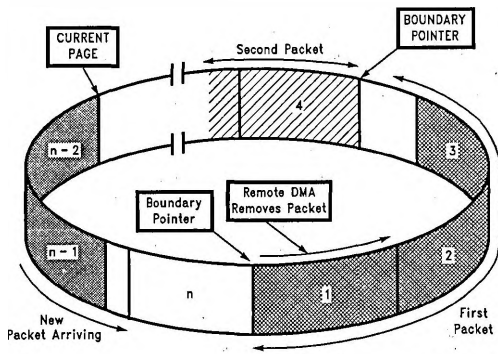 CURRENT
PAGE
Second Packet
BOUNDARY
POINTER
4
3
n-2
Boundary
Pointer
Remote DMA
Removes Packet
n-1
n
1
2
New
Packet Arriving
First
Packet